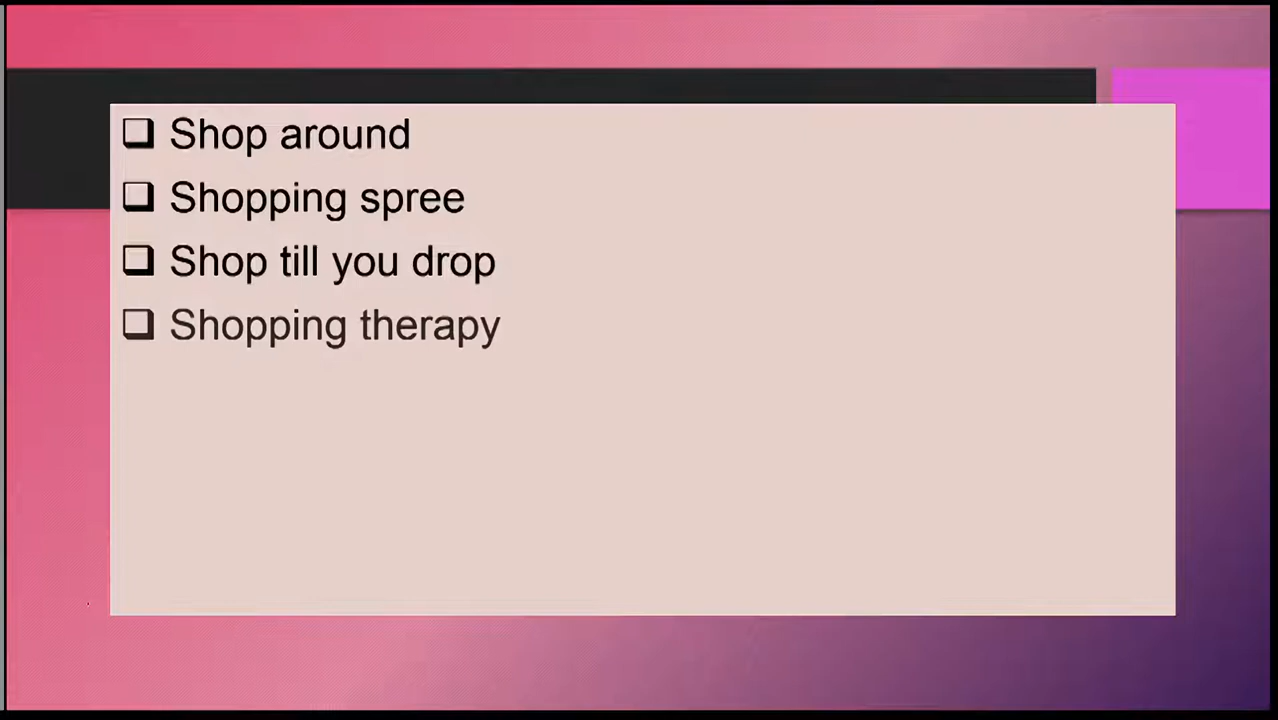 Shop around
Shopping spree
Shop till you drop
Shopping therapy